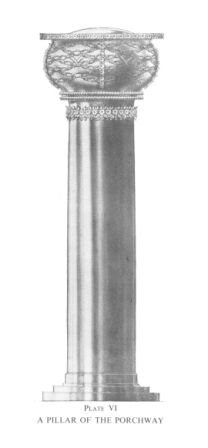 PLATE VI
A PILLAR OF THE PORCHWAY